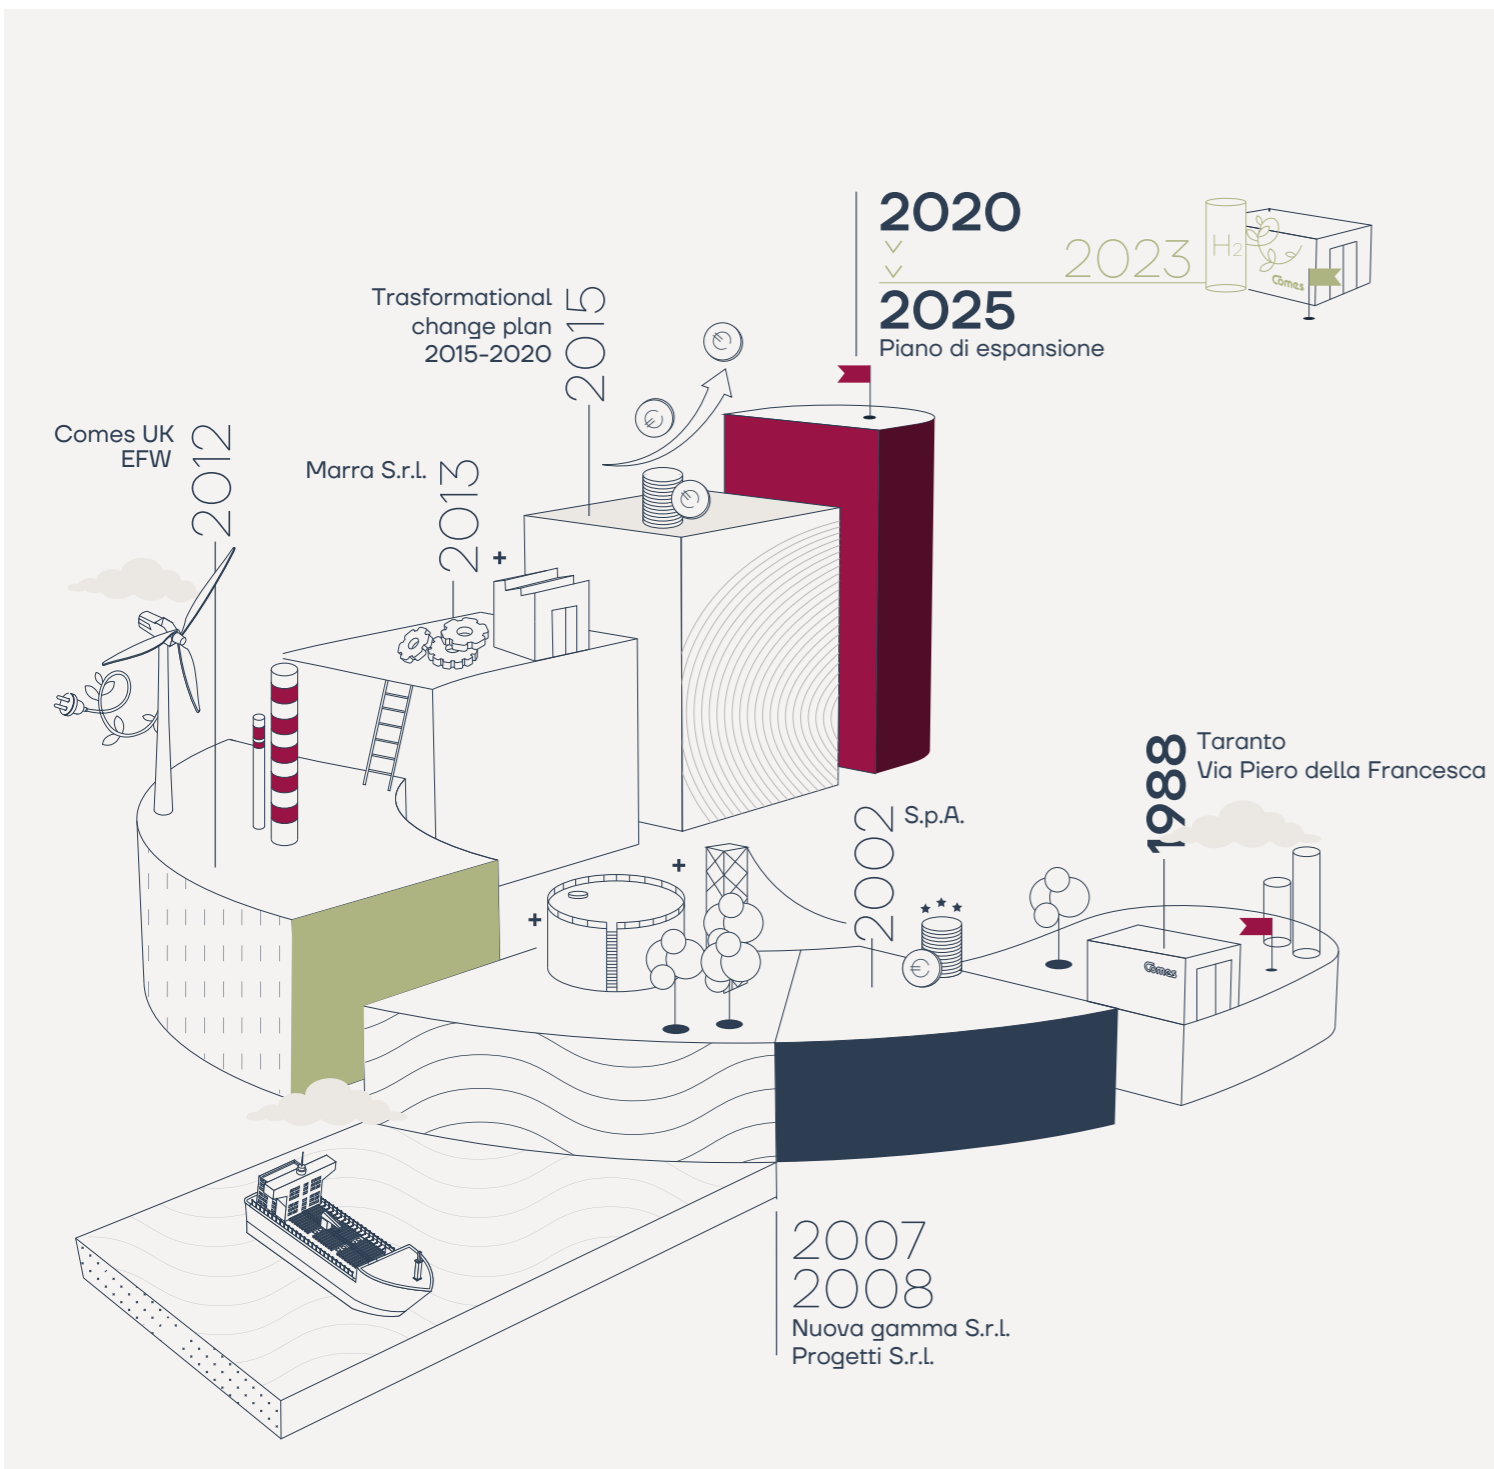 2020
2023
H2
Comes
2025
Piano di espansione
Trasformational
change plan
2015-2020
2015
Comes UK
EFW
2012
Marra S.r.l.
2013
1988
Taranto
Via Piero della Francesca
Comes
2002
S.p.A.
2007
2008
Nuova gamma S.r.l.
Progetti S.r.l.